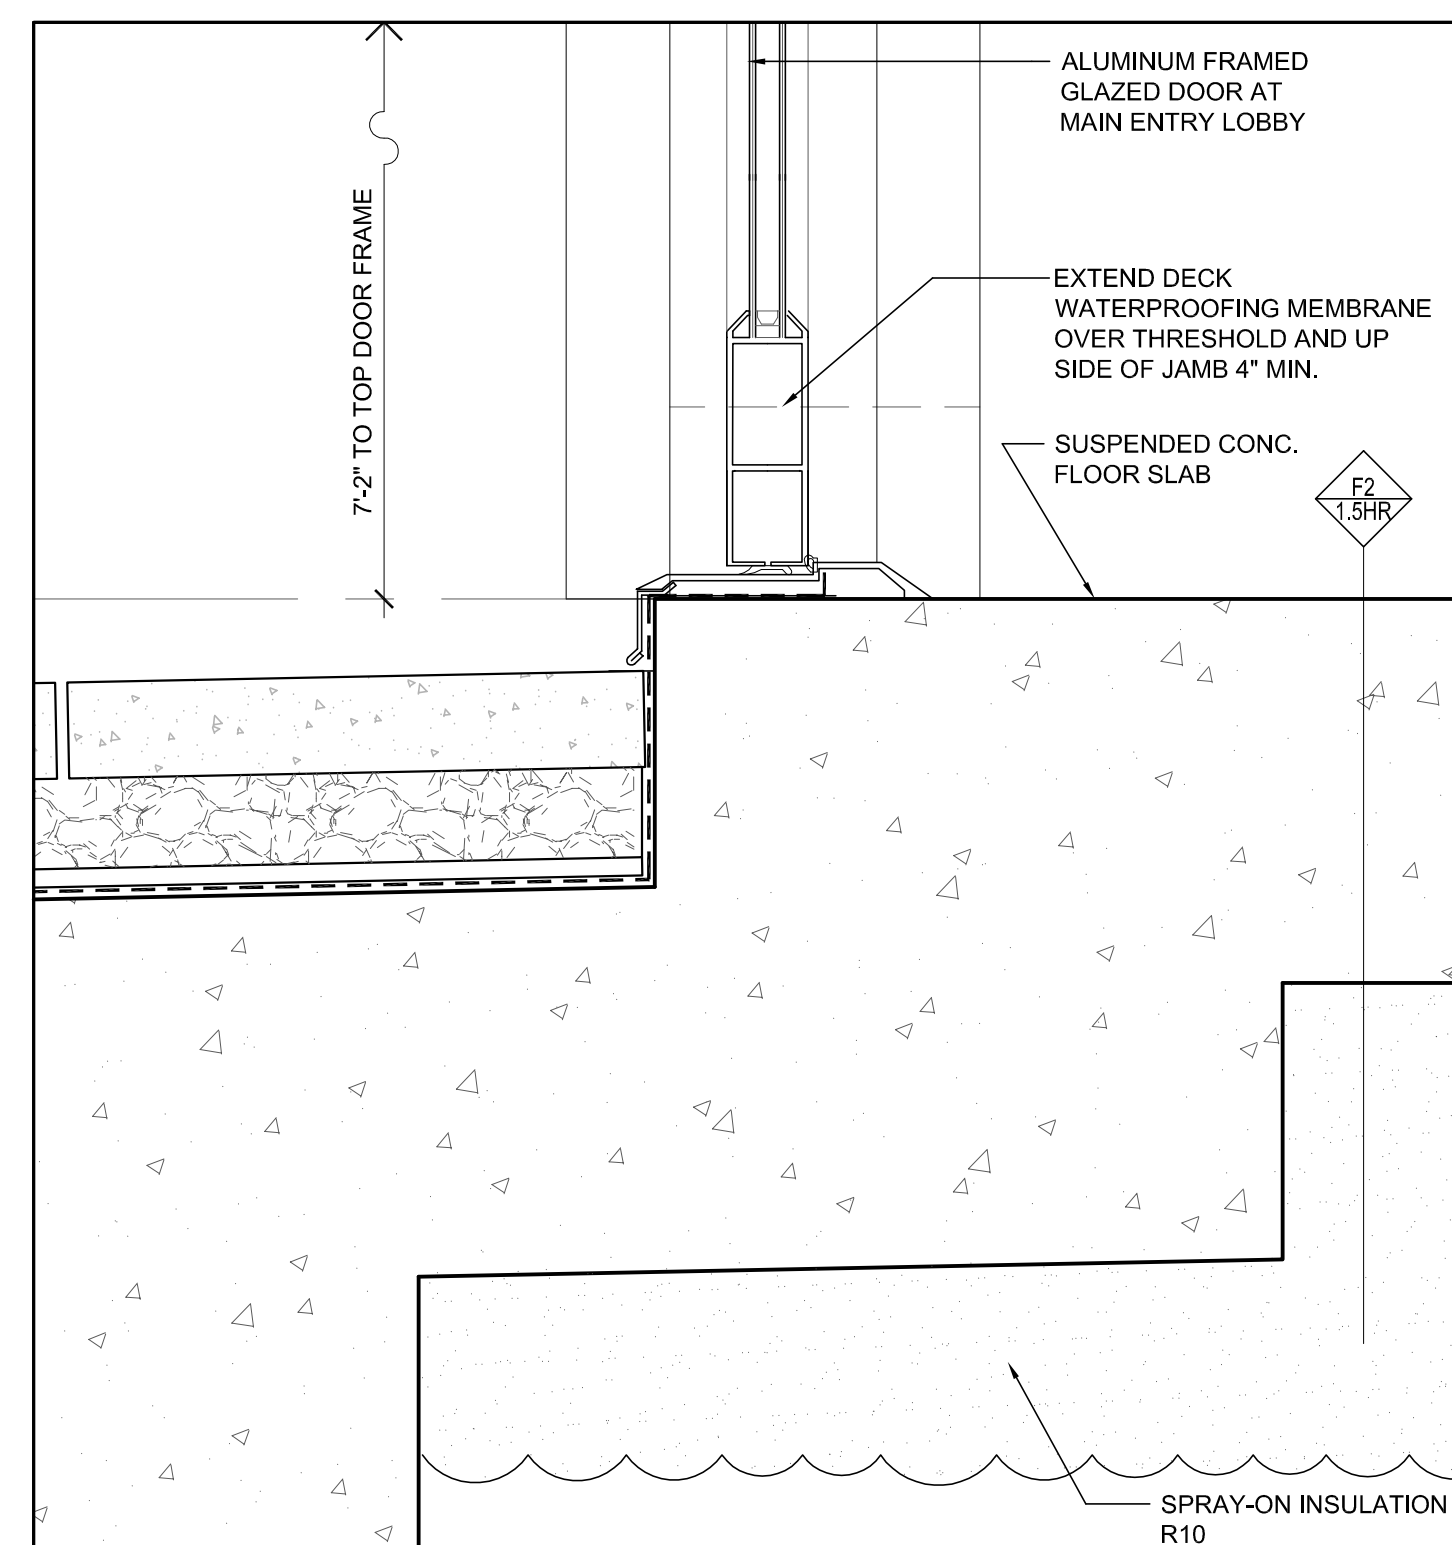 ALUMINUM FRAMED
GLAZED DOOR AT
MAIN ENTRY LOBBY
7'-2" TO TOP DOOR FRAME
EXTEND DECK
WATERPROOFING MEMBRANE
OVER THRESHOLD AND UP
SIDE OF JAMB 4" MIN.
SUSPENDED CONC.
FLOOR SLAB
F2
1.5HR
SPRAY-ON INSULATION
R10